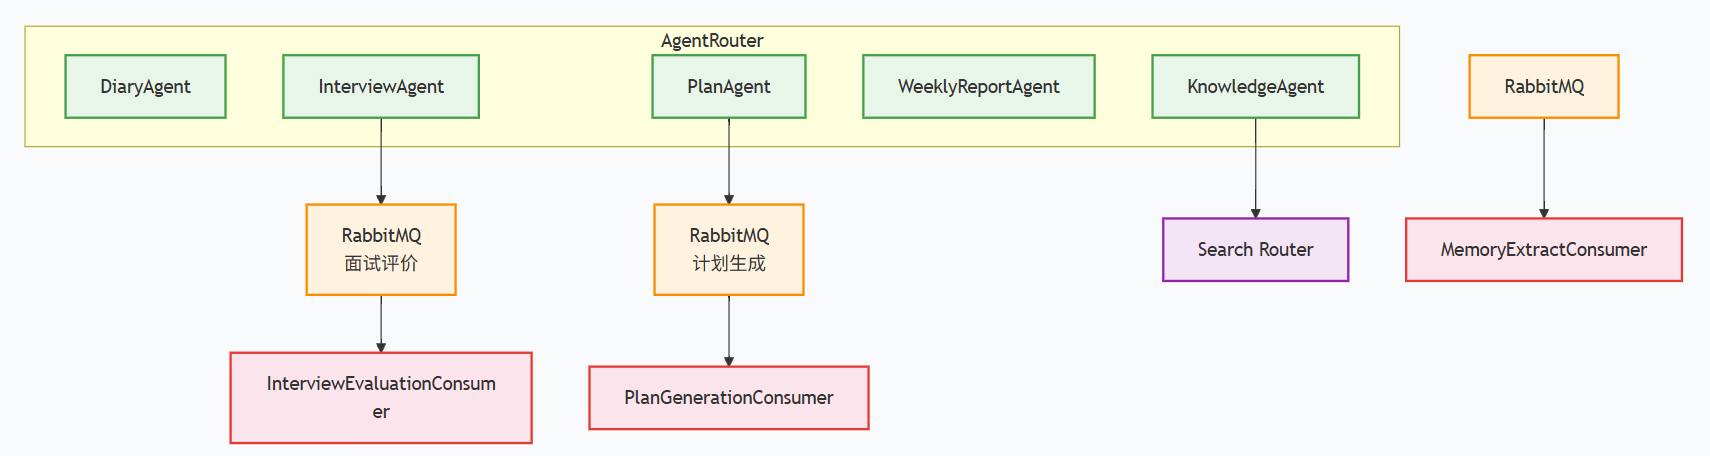 AgentRouter
DiaryAgent
InterviewAgent
PlanAgent
WeeklyReportAgent
KnowledgeAgent
RabbitMQ
RabbitMQ
面试评价
RabbitMQ
计划生成
Search Router
MemoryExtractConsumer
InterviewEvaluationConsum
er
PlanGenerationConsumer